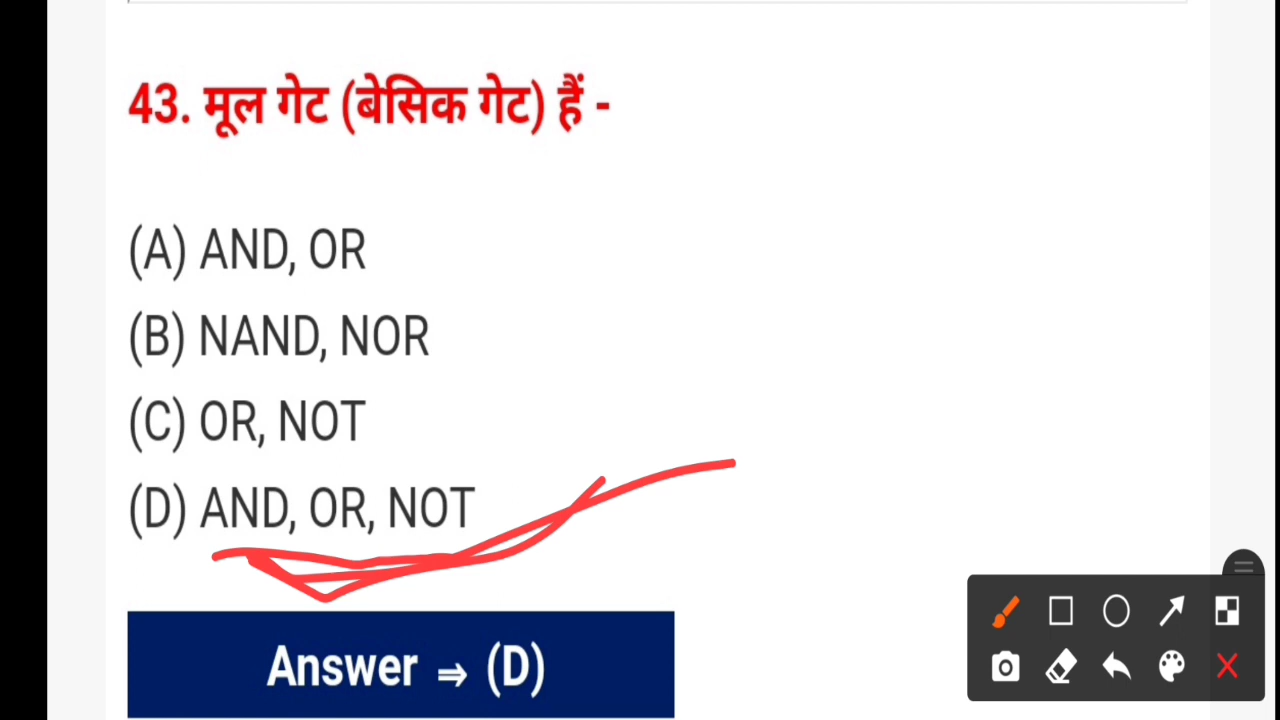 43. मूल गेट (बेसिक गेट) हैं -
(A) AND, OR
(B) NAND, NOR
(C) OR, NOT
(D) AND, OR, NOT
Answer ⇒ (D)